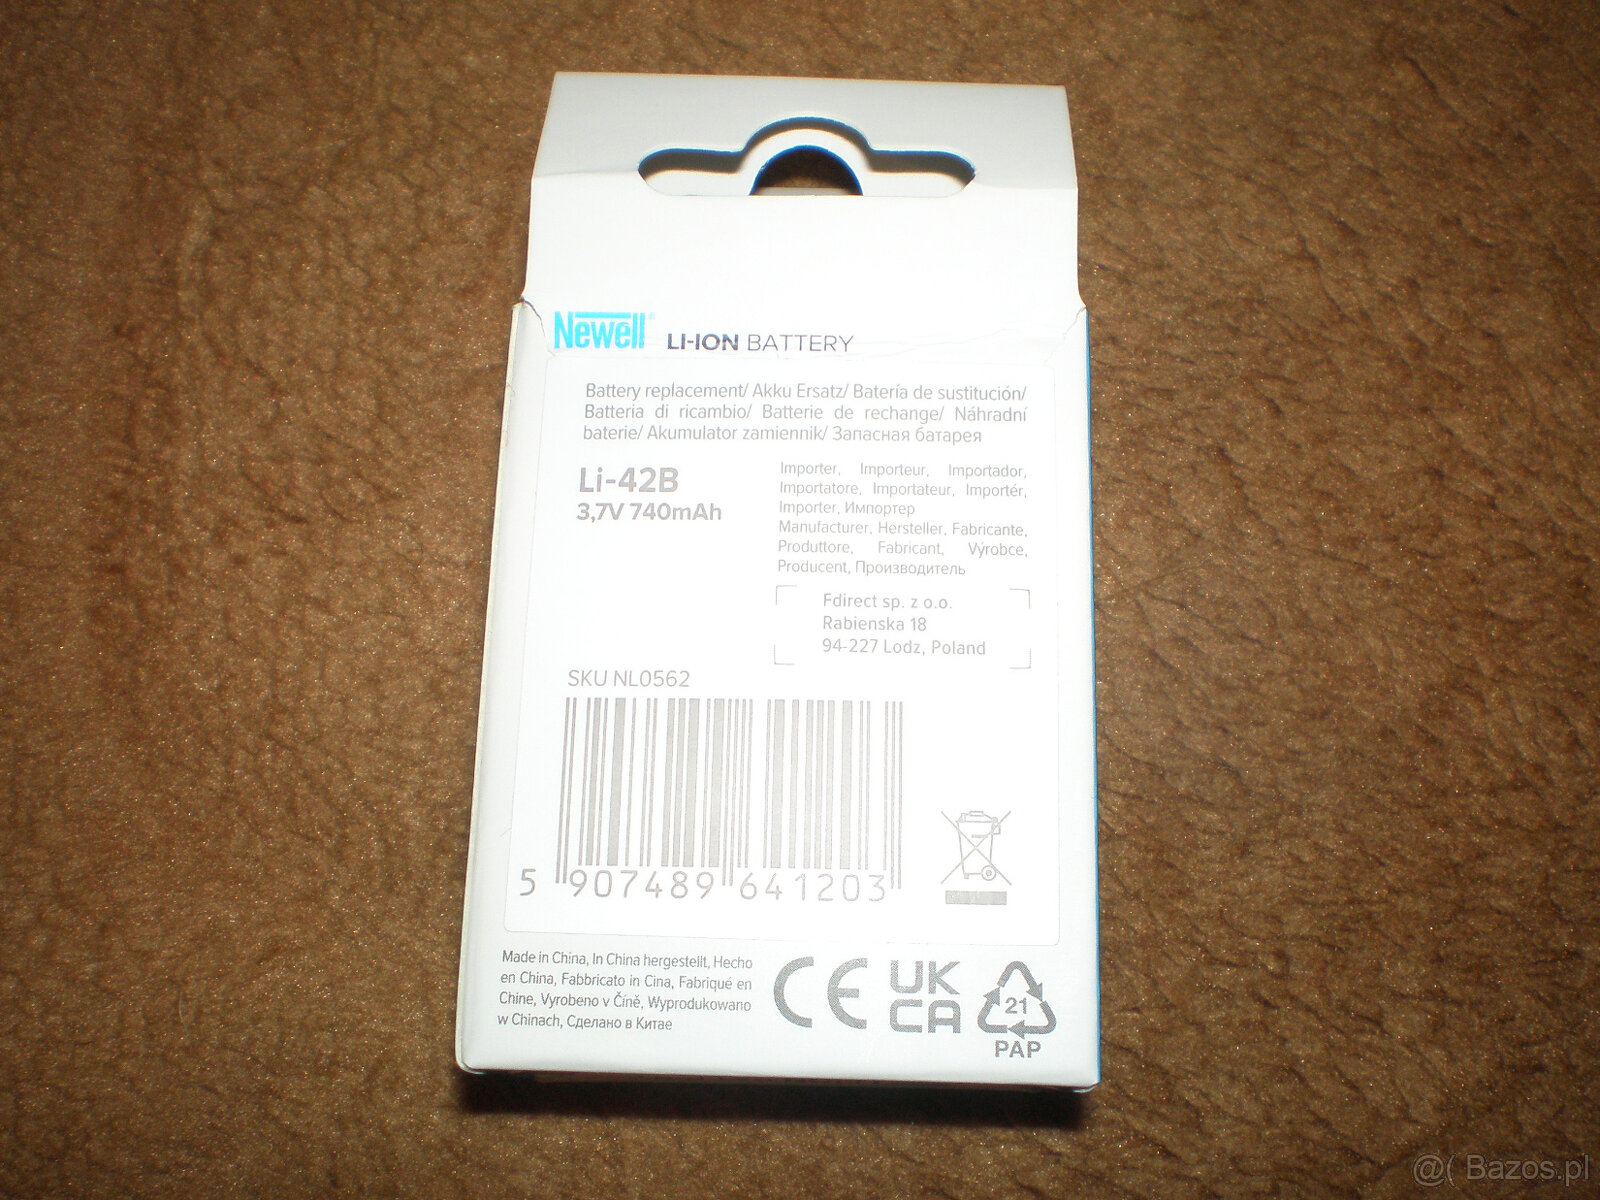 Newell® LI-ION BATTERY
Battery replacement/ Akku Ersatz/ Batería de sustitución/
Batteria di ricambio/ Batterie de rechange/ Náhradní
baterie/ Akumulator zamiennik/ Запасная батарея
Li-42B
3,7V 740mAh
Importer, Importeur, Importador,
Importatore, Importateur, Importér,
Importer, Импортер
Manufacturer, Hersteller, Fabricante,
Produttore, Fabricant, Výrobce,
Producent, Производитель
Fdirect sp. z o.o.
Rabienska 18
94-227 Lodz, Poland
SKU NL0562
5 907489 641203
Made in China, In China hergestellt, Hecho
en China, Fabbricato in Cina, Fabriqué en
Chine, Vyrobeno v Číně, Wyprodukowano
w Chinach, Сделано в Китае
CE UK
CA
21
PAP
@( Bazos.pl